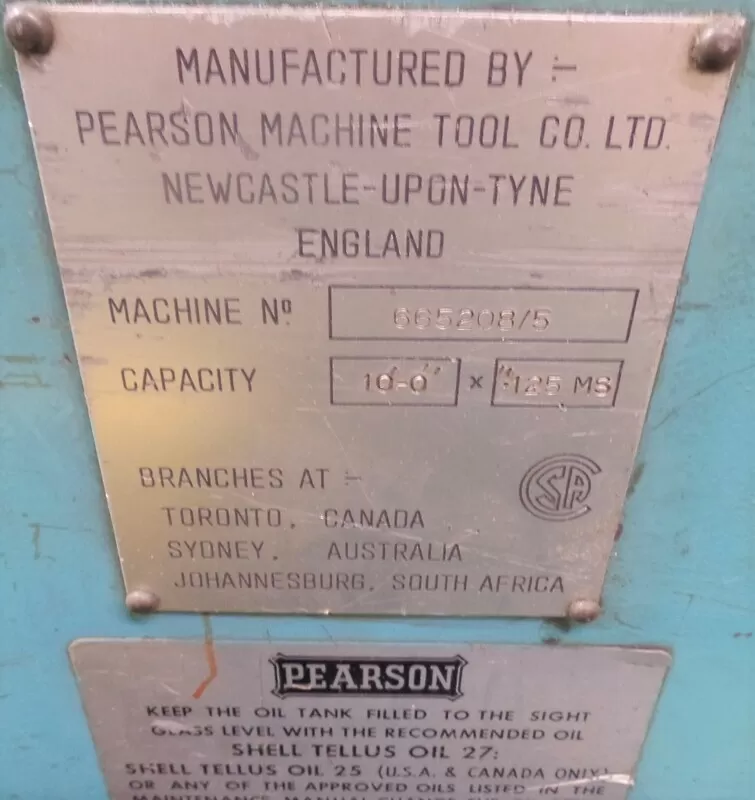 MANUFACTURED BY :-
PEARSON MACHINE TOOL CO. LTD.
NEWCASTLE-UPON-TYNE
ENGLAND
MACHINE Nº 665208/5
CAPACITY 10'-0" x ·125" MS
BRANCHES AT :-
CSA
TORONTO, CANADA
SYDNEY, AUSTRALIA
JOHANNESBURG, SOUTH AFRICA
PEARSON
KEEP THE OIL TANK FILLED TO THE SIGHT
GLASS LEVEL WITH THE RECOMMENDED OIL
SHELL TELLUS OIL 27:
SHELL TELLUS OIL 25 (U.S.A. & CANADA ONLY)
OR ANY OF THE APPROVED OILS LISTED IN THE